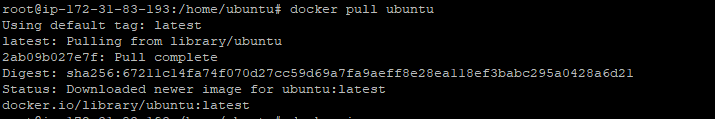 root@ip-172-31-83-193:/home/ubuntu# docker pull ubuntu
Using default tag: latest
latest: Pulling from library/ubuntu
2ab09b027e7f: Pull complete
Digest: sha256:67211c14fa74f070d27cc59d69a7fa9aeff8e28ea118ef3babc295a0428a6d21
Status: Downloaded newer image for ubuntu:latest
docker.io/library/ubuntu:latest